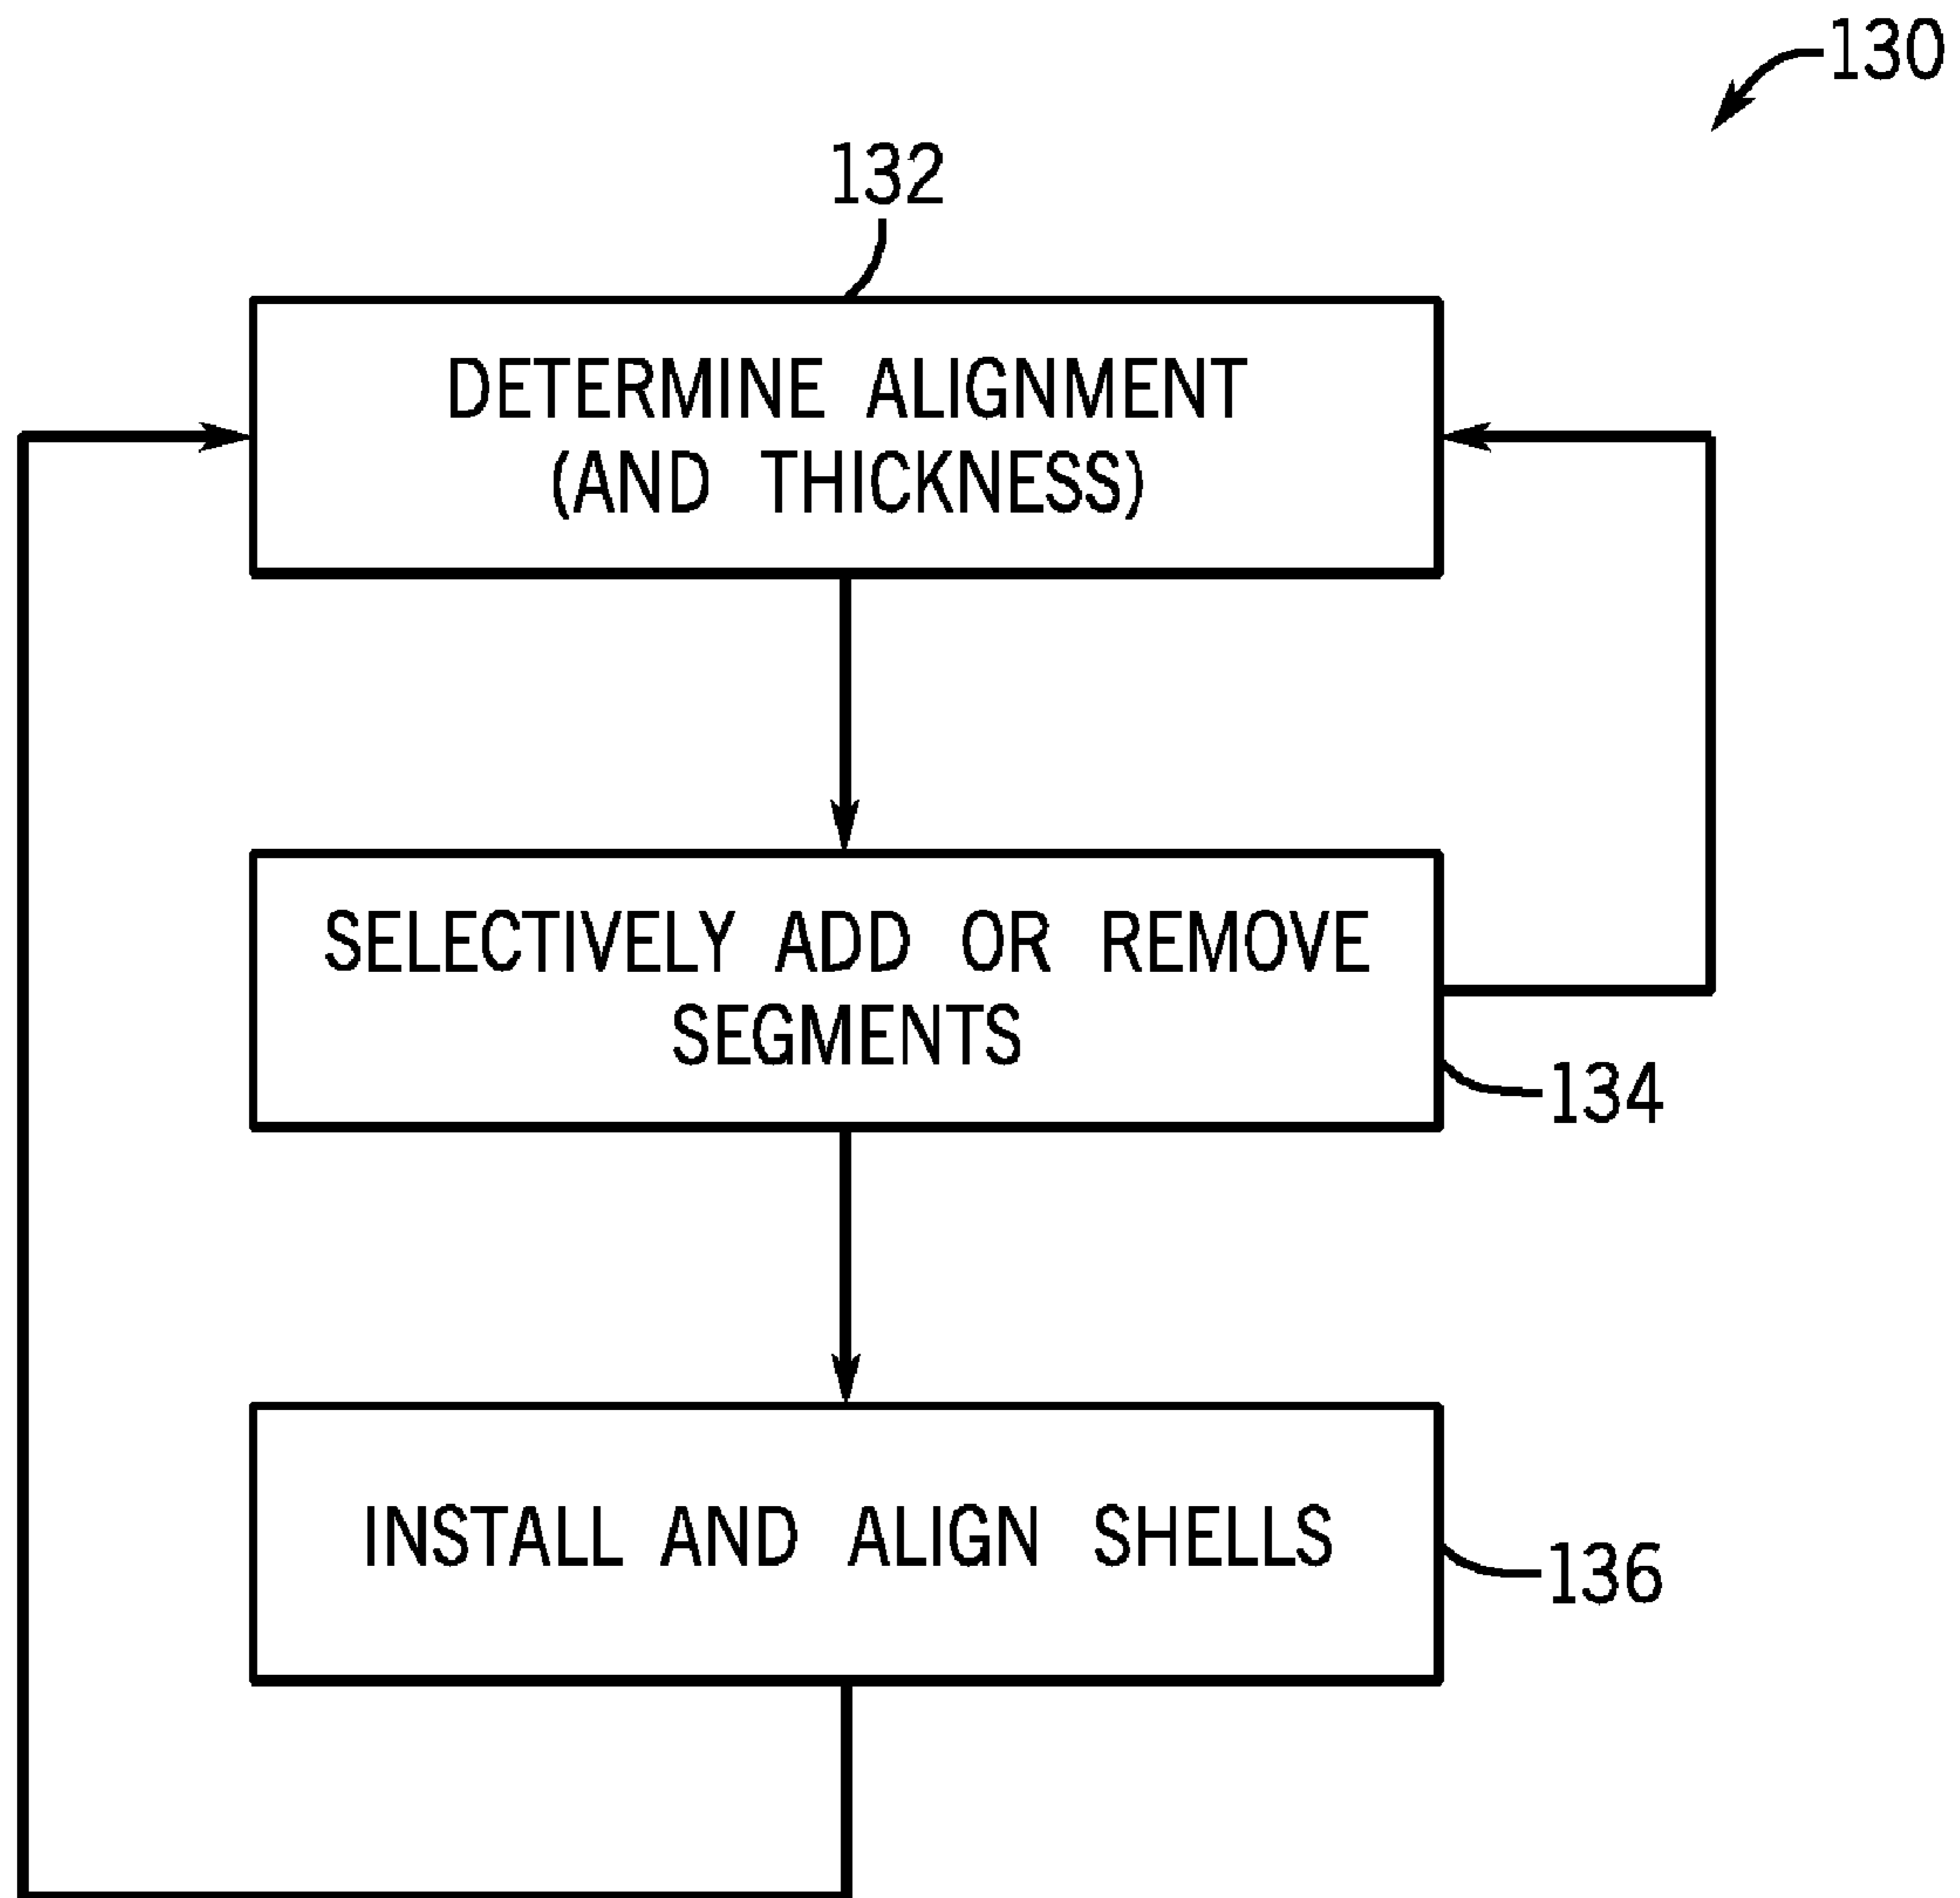 130
132
DETERMINE ALIGNMENT
(AND THICKNESS)
SELECTIVELY ADD OR REMOVE
SEGMENTS
134
INSTALL AND ALIGN SHELLS
136